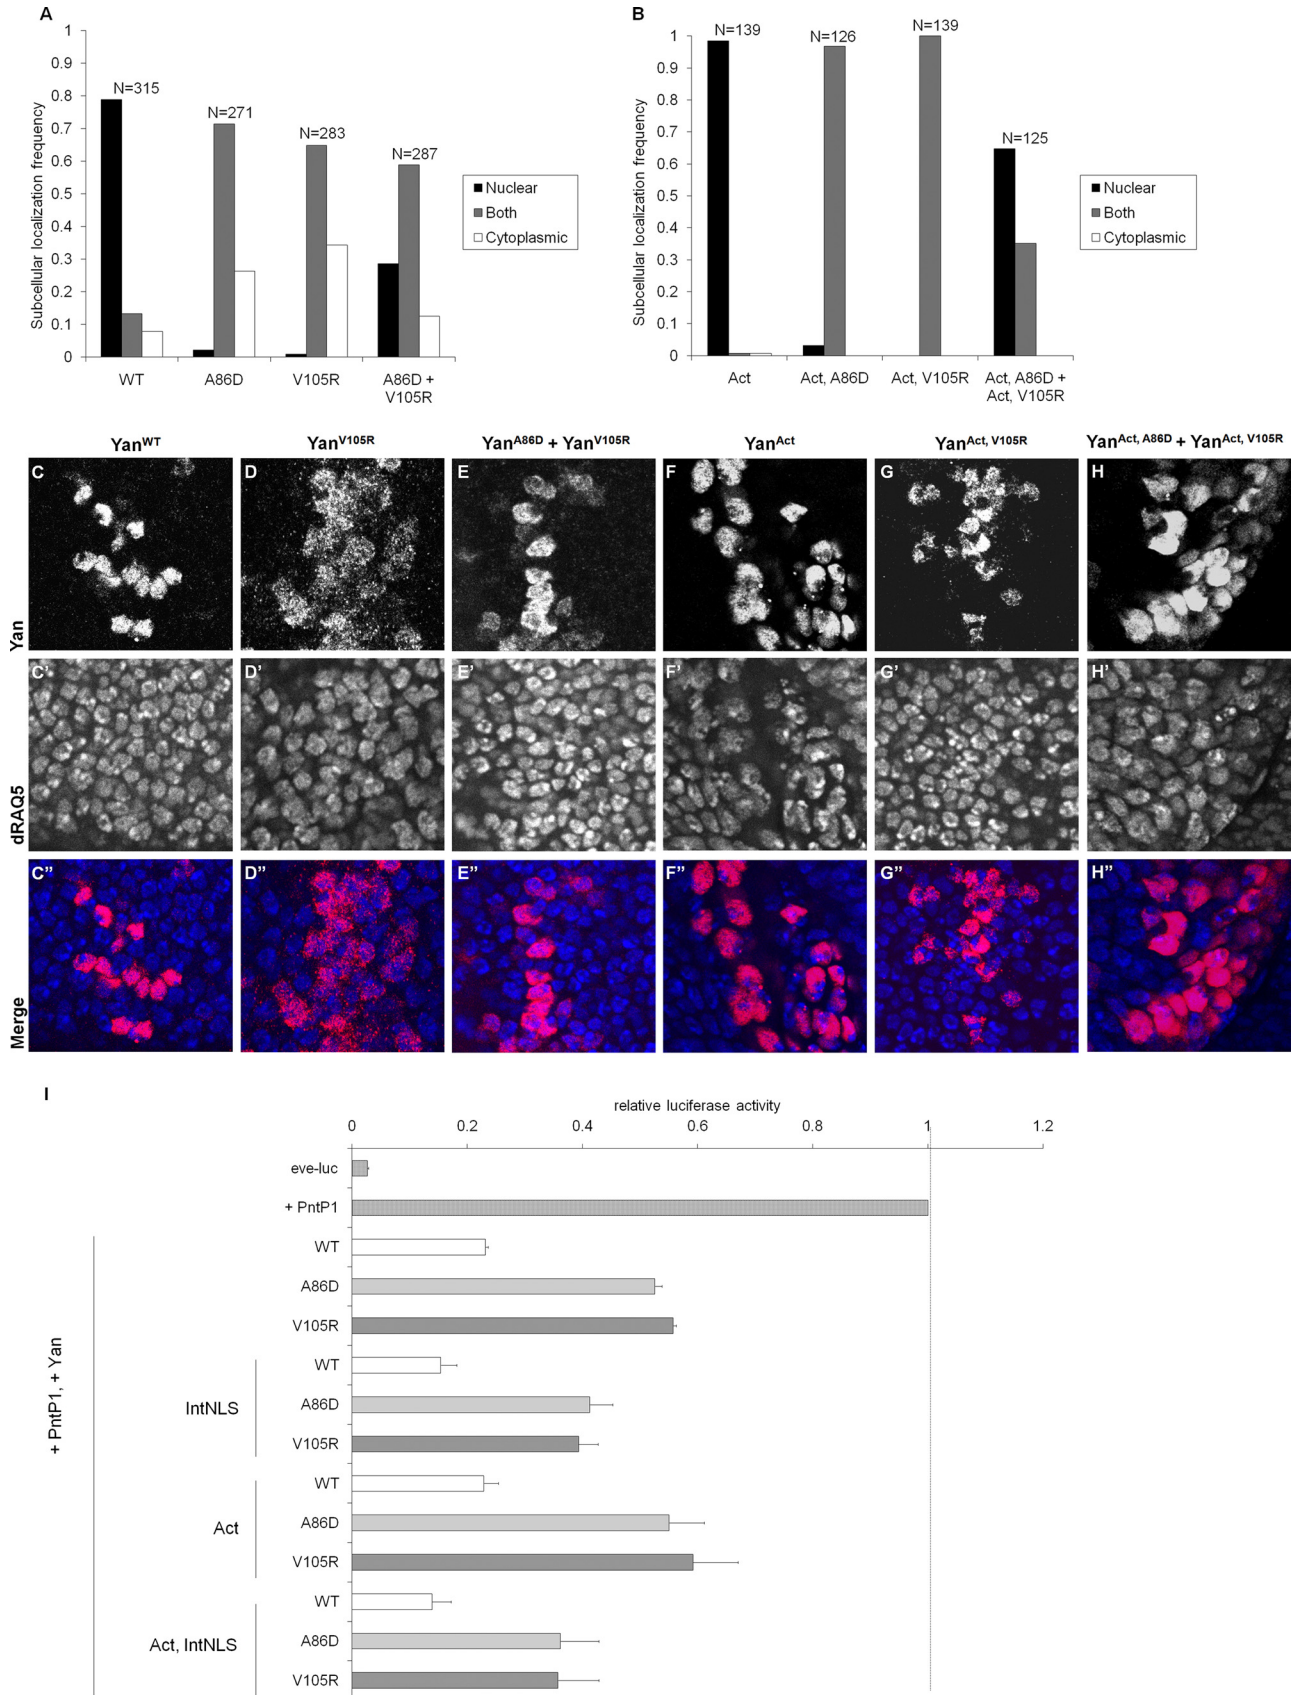 A
Subcellular localization frequency
1
0.9
0.8
0.7
0.6
0.5
0.4
0.3
0.2
0.1
0
N=315
N=271
N=283
N=287
WT
A86D
V105R
A86D +
V105R
Nuclear
Both
Cytoplasmic
B
Subcellular localization frequency
1
0.9
0.8
0.7
0.6
0.5
0.4
0.3
0.2
0.1
0
N=139
N=126
N=139
N=125
Act
Act, A86D
Act, V105R
Act, A86D +
Act, V105R
Nuclear
Both
Cytoplasmic
Yan^WT
Yan^V105R
Yan^A86D + Yan^V105R
Yan^Act
Yan^Act, V105R
Yan^Act, A86D + Yan^Act, V105R
Yan
C
D
E
F
G
H
dRAQ5
C'
D'
E'
F'
G'
H'
Merge
C"
D"
E"
F"
G"
H"
I
relative luciferase activity
0
0.2
0.4
0.6
0.8
1
1.2
eve-luc
+ PntP1
+ PntP1, + Yan
WT
A86D
V105R
IntNLS
WT
A86D
V105R
Act
WT
A86D
V105R
Act, IntNLS
WT
A86D
V105R